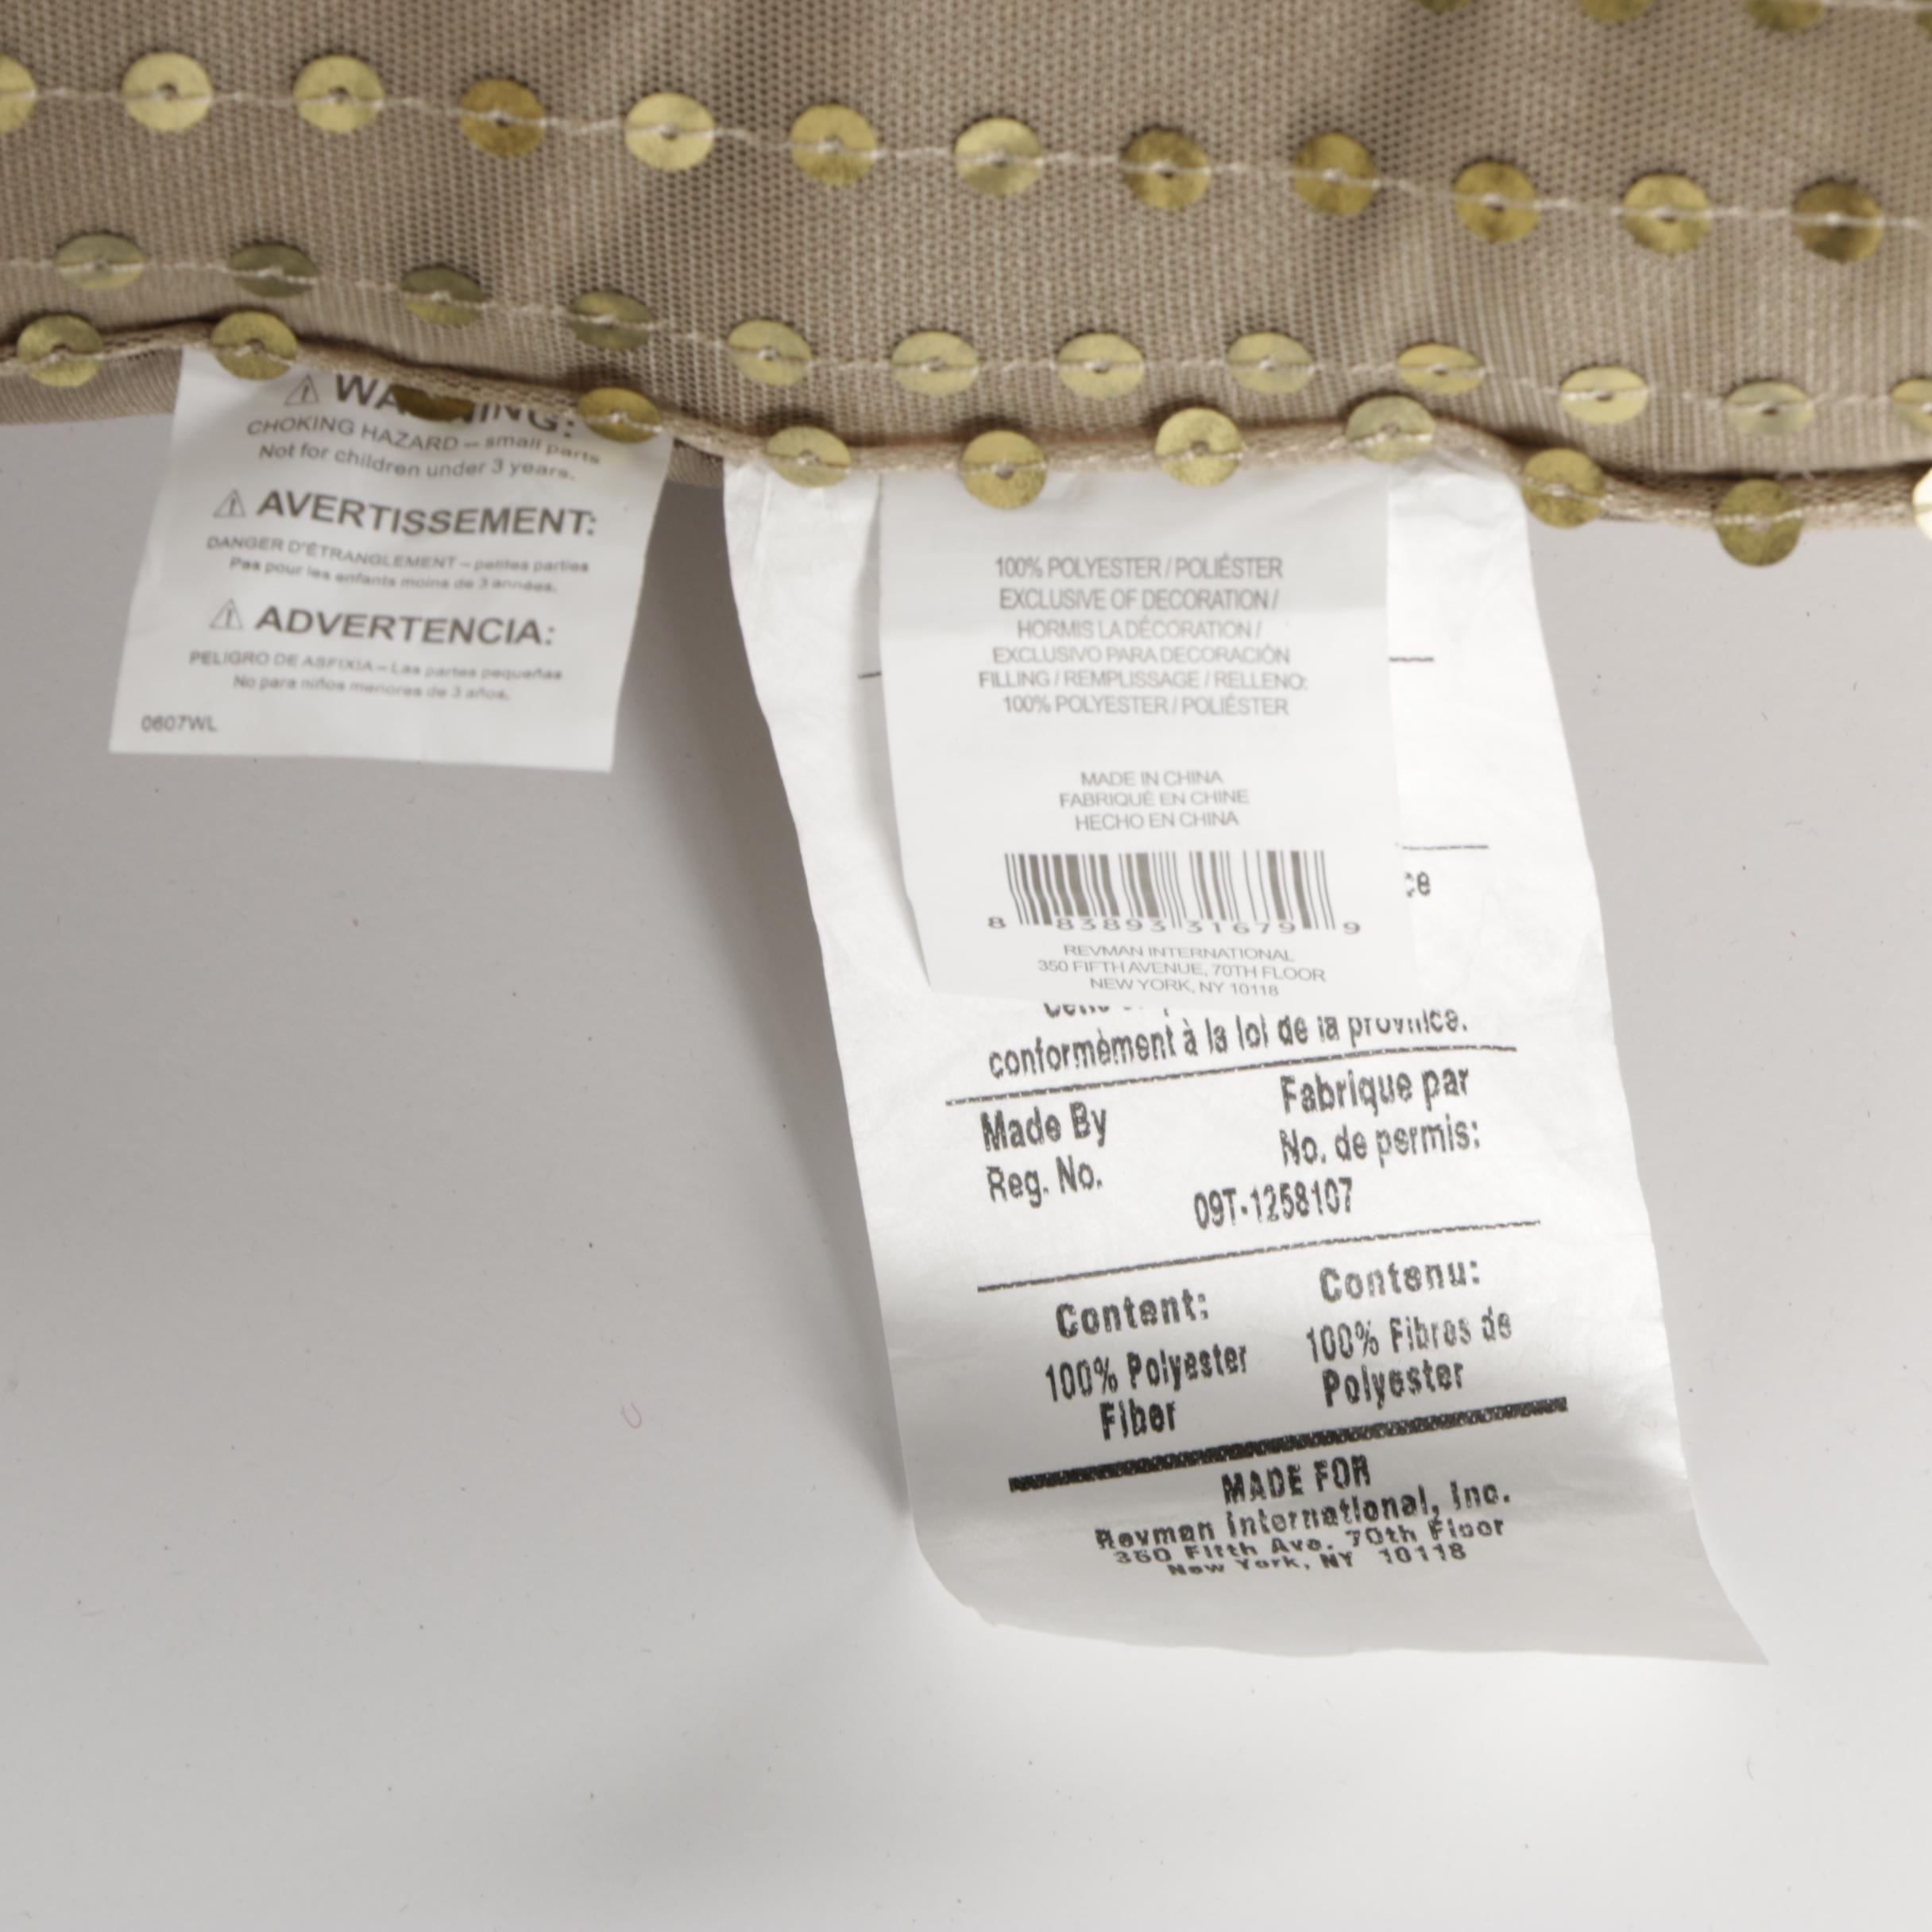 ⚠ WARNING:
CHOKING HAZARD – small parts
Not for children under 3 years.
⚠ AVERTISSEMENT:
DANGER D'ÉTRANGLEMENT – petites parties
Pas pour les enfants moins de 3 années.
⚠ ADVERTENCIA:
PELIGRO DE ASFIXIA – Las partes pequeñas
No para niños menores de 3 años.
0607WL
100% POLYESTER / POLIÉSTER
EXCLUSIVE OF DECORATION /
HORMIS LA DÉCORATION /
EXCLUSIVO PARA DECORACIÓN
FILLING / REMPLISSAGE / RELLENO:
100% POLYESTER / POLIÉSTER
MADE IN CHINA
FABRIQUÉ EN CHINE
HECHO EN CHINA
8 83893 31679 9
REVMAN INTERNATIONAL
350 FIFTH AVENUE, 70TH FLOOR
NEW YORK, NY 10118
conformèment à la loi de la province.
Made By
Reg. No.
Fabrique par
No. de permis:
09T-1258107
Content:
100% Polyester
Fiber
Contenu:
100% Fibres de
Polyester
MADE FOR
Revman International, Inc.
350 Fifth Ave. 70th Floor
New York, NY 10118